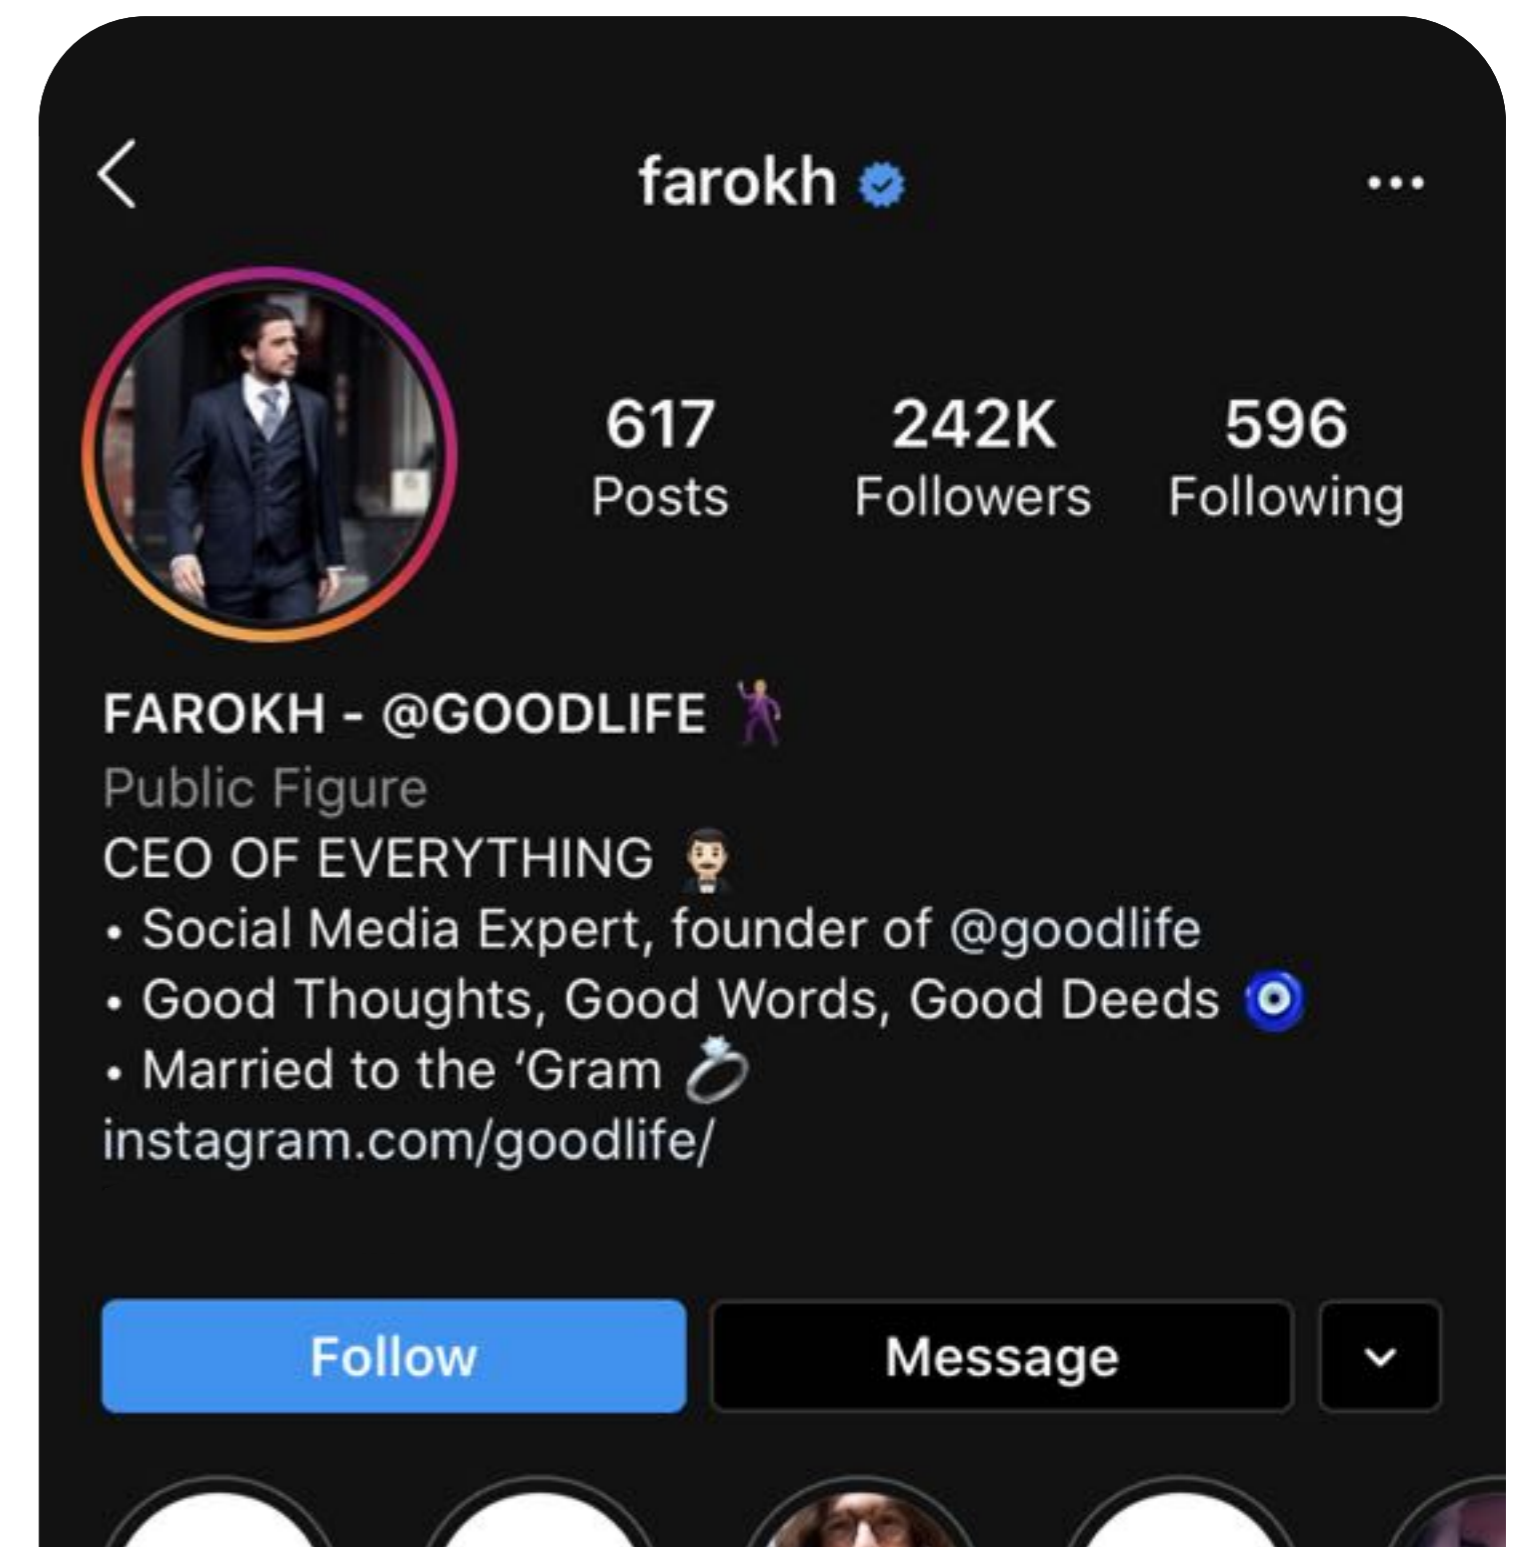 farokh
617 242K 596
Posts Followers Following
FAROKH - @GOODLIFE 🕺
Public Figure
CEO OF EVERYTHING 🤵🏻‍♂️
• Social Media Expert, founder of @goodlife
• Good Thoughts, Good Words, Good Deeds 🧿
• Married to the ‘Gram 💍
instagram.com/goodlife/
Follow Message